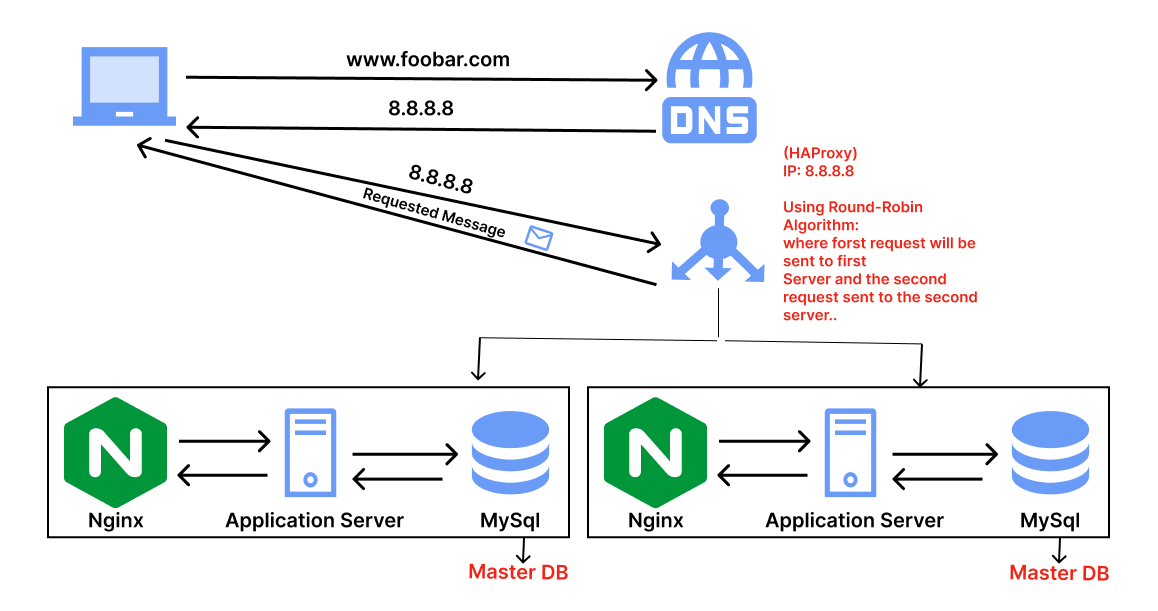 www.foobar.com
8.8.8.8
DNS
(HAProxy)
IP: 8.8.8.8
8.8.8.8
Requested Message
Using Round-Robin
Algorithm:
where forst request will be
sent to first
Server and the second
request sent to the second
server..
N
Nginx
Application Server
MySql
N
Nginx
Application Server
MySql
Master DB
Master DB